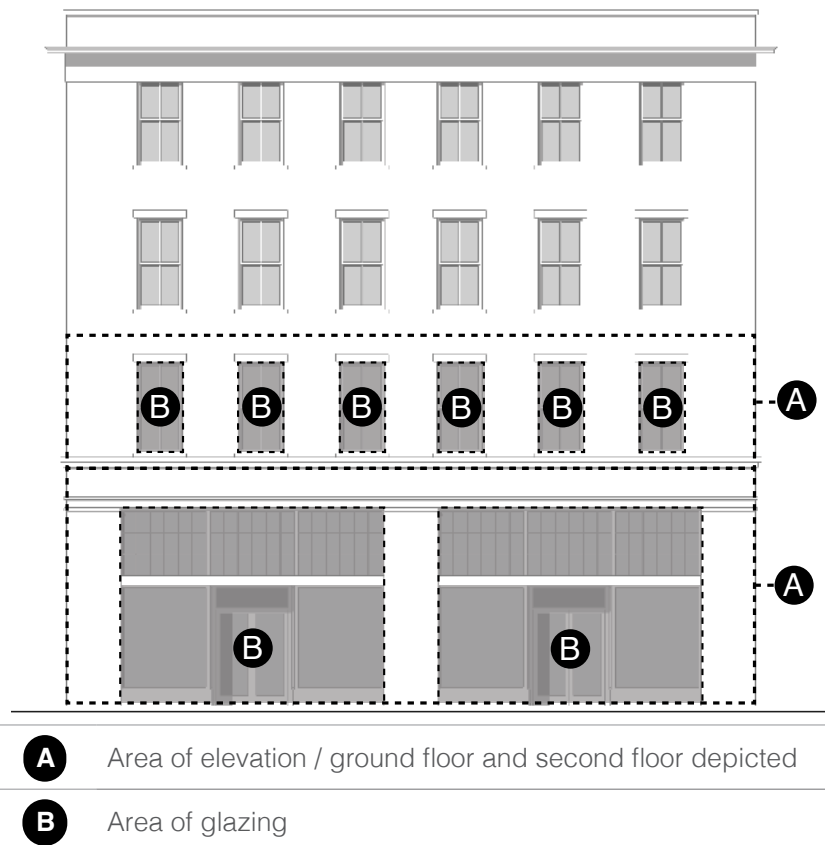 B B B B B B A
A
B B
A Area of elevation / ground floor and second floor depicted
B Area of glazing